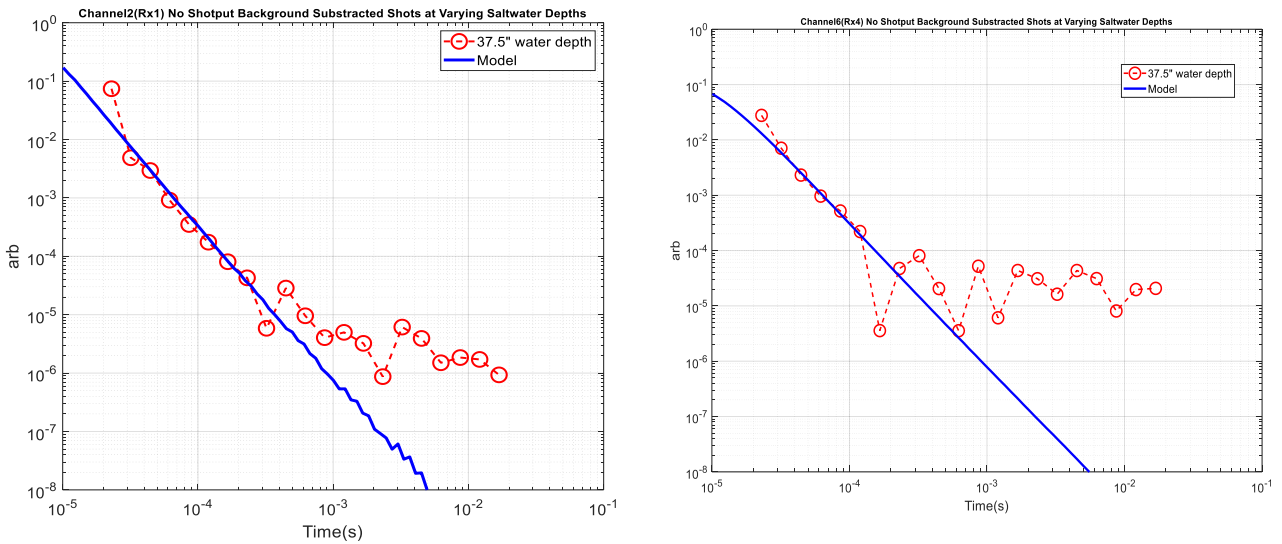 Channel2(Rx1) No Shotput Background Substracted Shots at Varying Saltwater Depths
10^0
10^-1
10^-2
10^-3
10^-4
10^-5
10^-6
10^-7
10^-8
arb
37.5" water depth
Model
10^-5
10^-4
10^-3
10^-2
10^-1
Time(s)
Channel6(Rx4) No Shotput Background Substracted Shots at Varying Saltwater Depths
10^0
10^-1
10^-2
10^-3
10^-4
10^-5
10^-6
10^-7
10^-8
arb
37.5" water depth
Model
10^-5
10^-4
10^-3
10^-2
10^-1
Time(s)